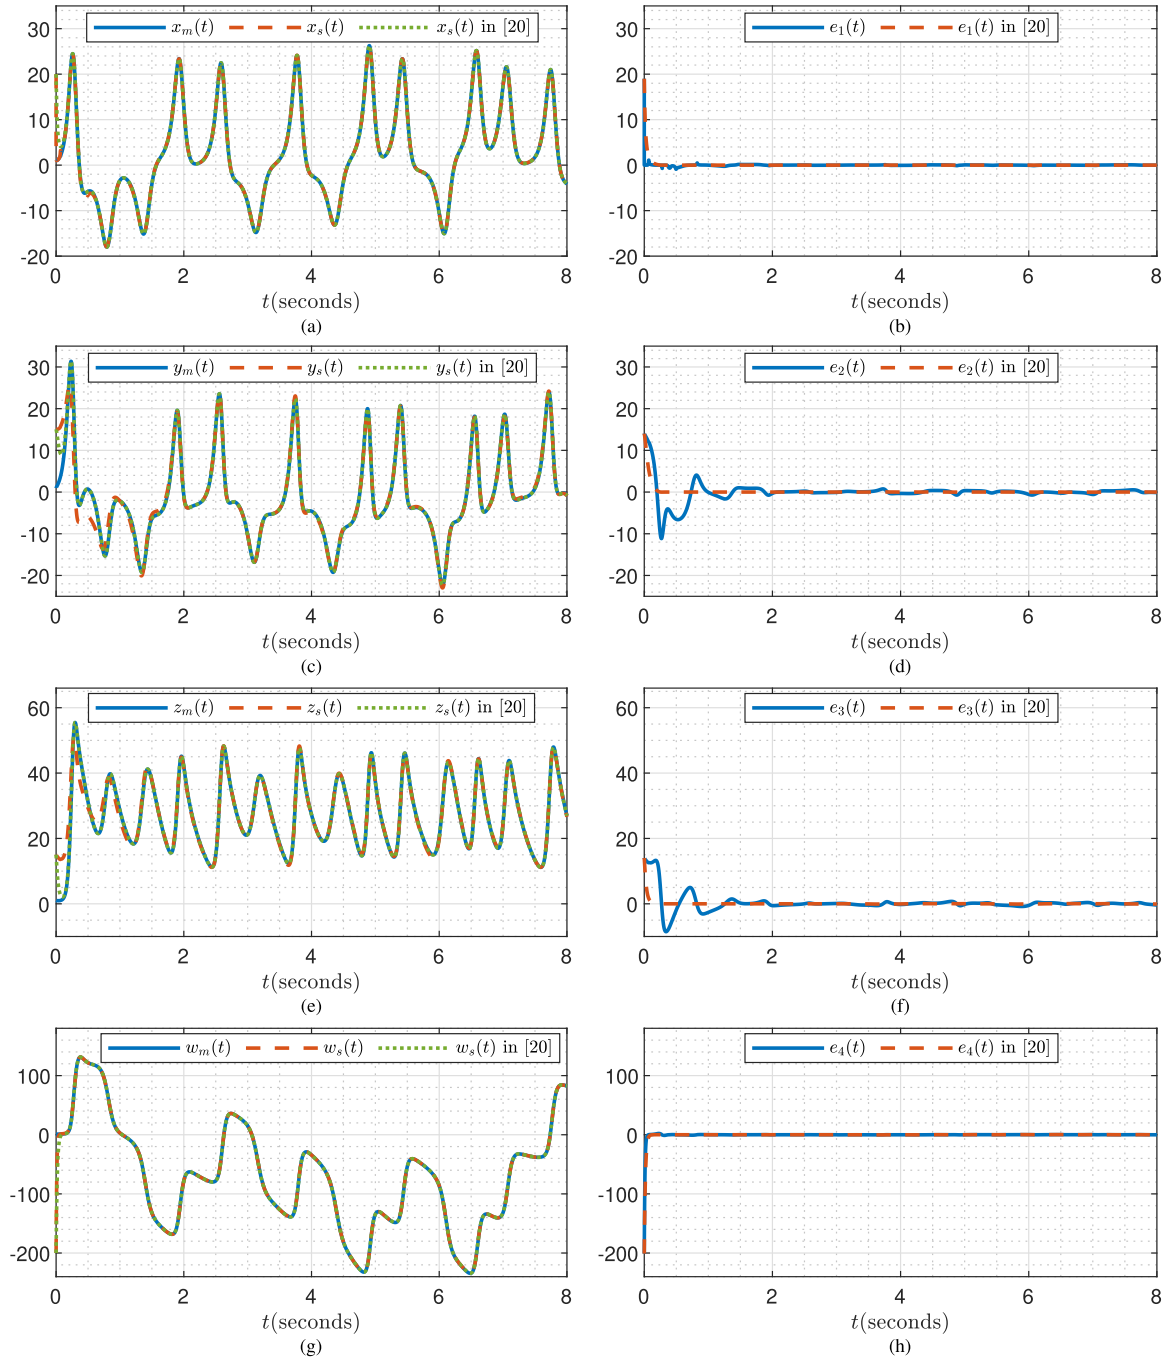 x_m(t) x_s(t) x_s(t) in [20]
30
20
10
0
-10
-20
0 2 4 6 8
t(seconds)
(a)
e_1(t) e_1(t) in [20]
30
20
10
0
-10
-20
0 2 4 6 8
t(seconds)
(b)
y_m(t) y_s(t) y_s(t) in [20]
30
20
10
0
-10
-20
0 2 4 6 8
t(seconds)
(c)
e_2(t) e_2(t) in [20]
30
20
10
0
-10
-20
0 2 4 6 8
t(seconds)
(d)
z_m(t) z_s(t) z_s(t) in [20]
60
40
20
0
0 2 4 6 8
t(seconds)
(e)
e_3(t) e_3(t) in [20]
60
40
20
0
0 2 4 6 8
t(seconds)
(f)
w_m(t) w_s(t) w_s(t) in [20]
100
0
-100
-200
0 2 4 6 8
t(seconds)
(g)
e_4(t) e_4(t) in [20]
100
0
-100
-200
0 2 4 6 8
t(seconds)
(h)